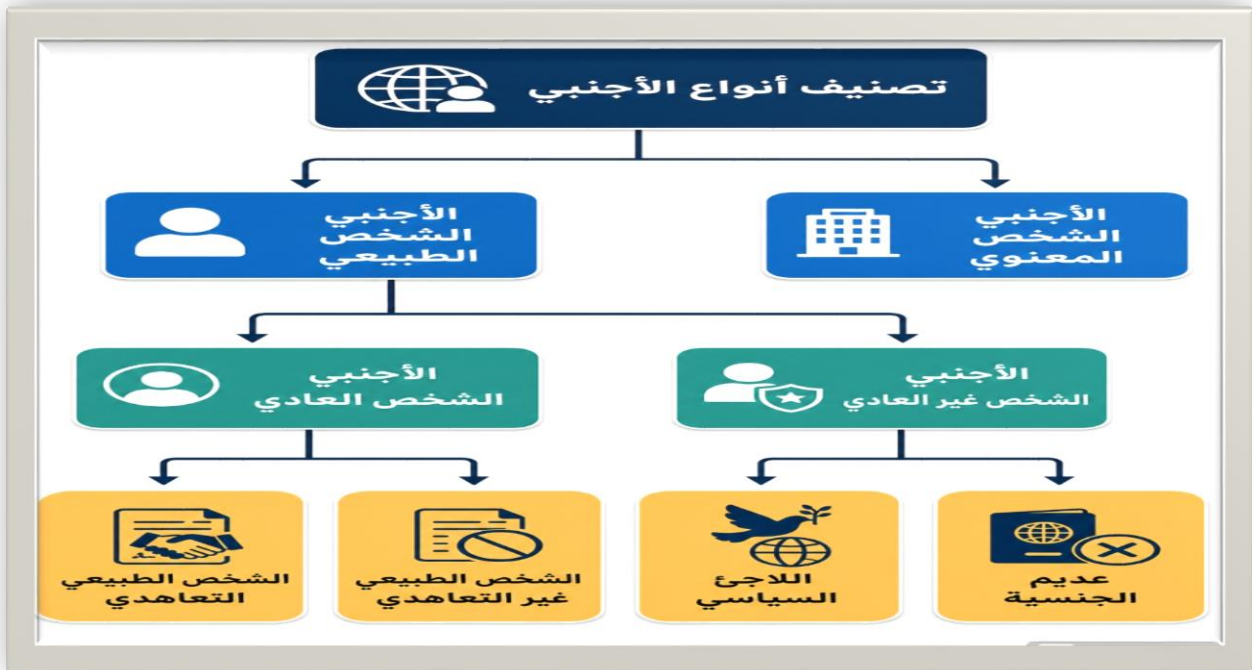 تصنيف أنواع الأجنبي
الأجنبي
الشخص
المعنوي
الأجنبي
الشخص
الطبيعي
الأجنبي
الشخص غير العادي
الأجنبي
الشخص العادي
عديم
الجنسية
اللاجئ
السياسي
الشخص الطبيعي
غير التعاهدي
الشخص الطبيعي
التعاهدي